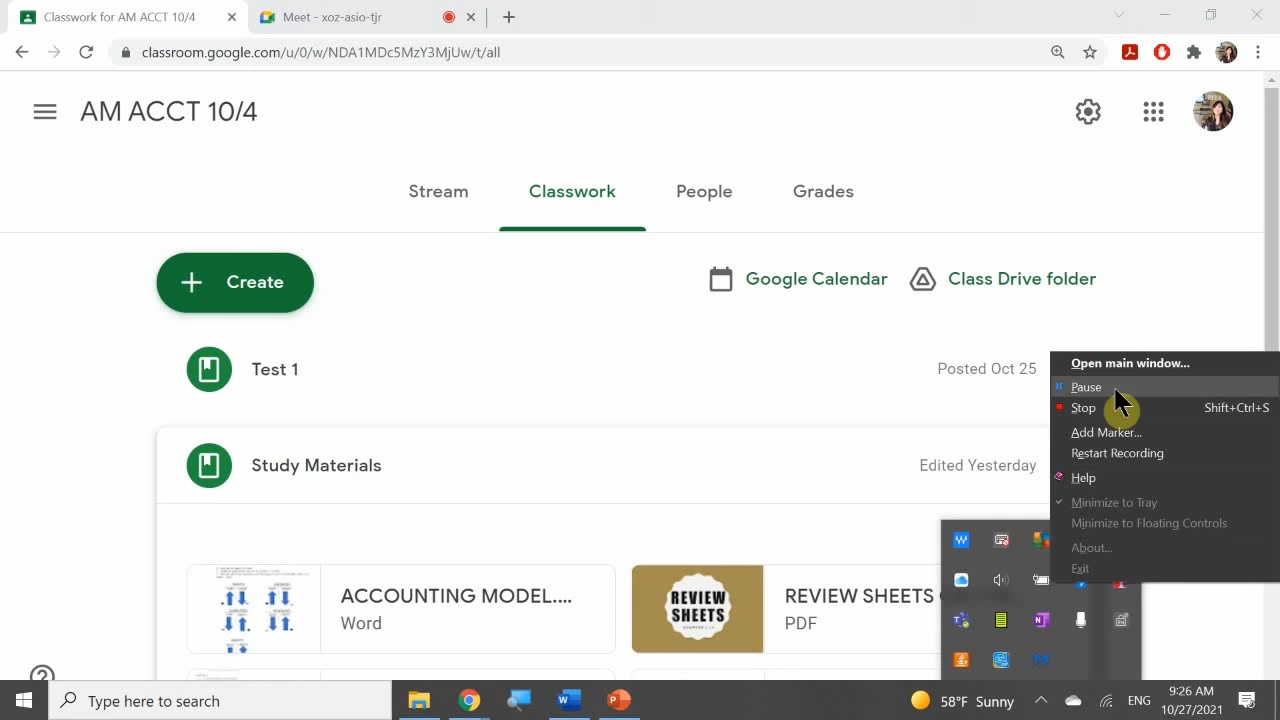 Classwork for AM ACCT 10/4
Meet - xoz-asio-tjr
classroom.google.com/u/0/w/NDA1MDc5MzY3MjUw/t/all
AM ACCT 10/4
Stream
Classwork
People
Grades
Create
Google Calendar
Class Drive folder
Test 1
Posted Oct 25
Study Materials
Edited Yesterday
ACCOUNTING MODEL....
Word
REVIEW SHEETS
REVIEW SHEETS
PDF
Open main window...
Pause
Stop Shift+Ctrl+S
Add Marker...
Restart Recording
Help
Minimize to Tray
Minimize to Floating Controls
About...
Exit
Type here to search
58°F Sunny
ENG
9:26 AM
10/27/2021